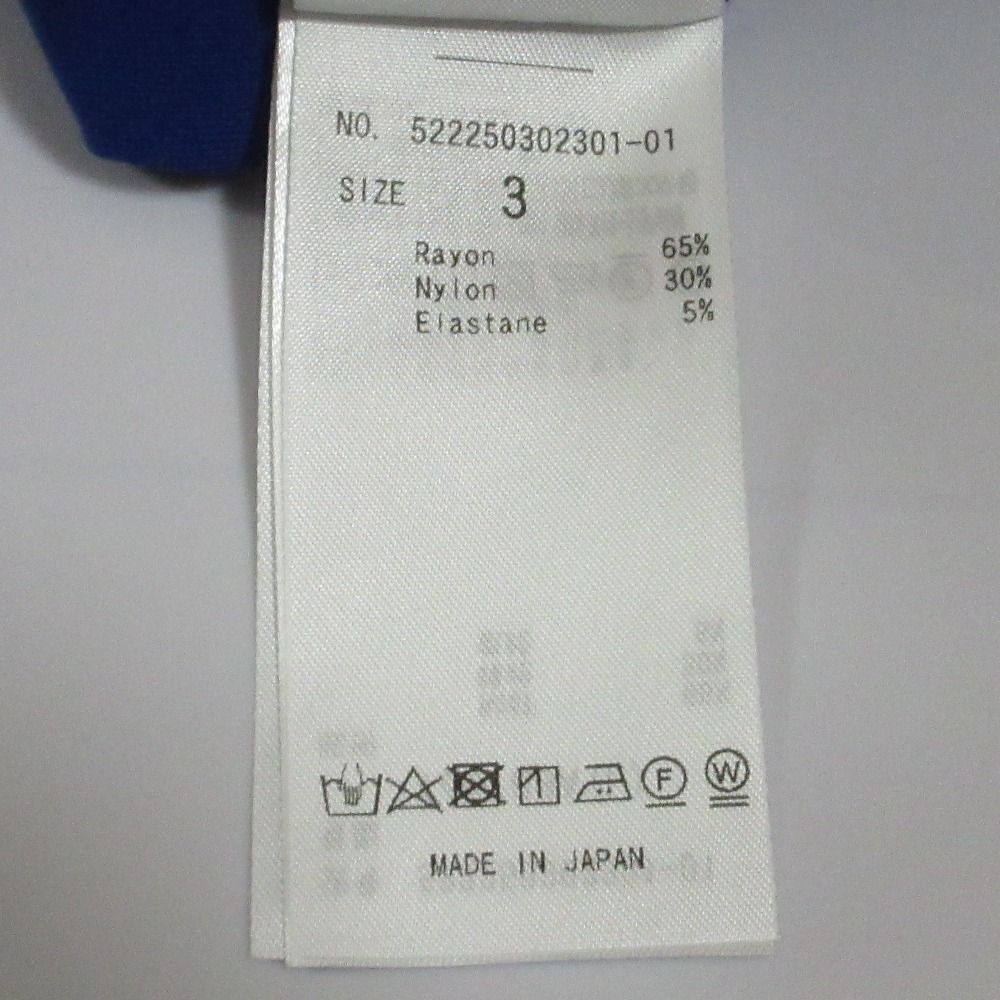 NO. 522250302301-01
SIZE 3
Rayon 65%
Nylon 30%
Elastane 5%
F W
MADE IN JAPAN